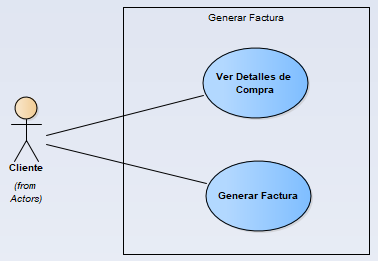 Generar Factura
Ver Detalles de
Compra
Cliente
(from
Actors)
Generar Factura